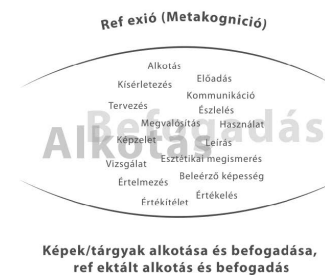 Ref exió (Metakogníció)
Alkotás
Kísérletezés Előadás
Kommunikáció
Tervezés Észlelés
Megvalósítás Használat
Befogadás
Alkotás
Képzelet Leírás
Vizsgálat Esztétikai megismerés
Értelmezés Beleérző képesség
Értékítélet Értékelés
Képek/tárgyak alkotása és befogadása,
ref ektált alkotás és befogadás